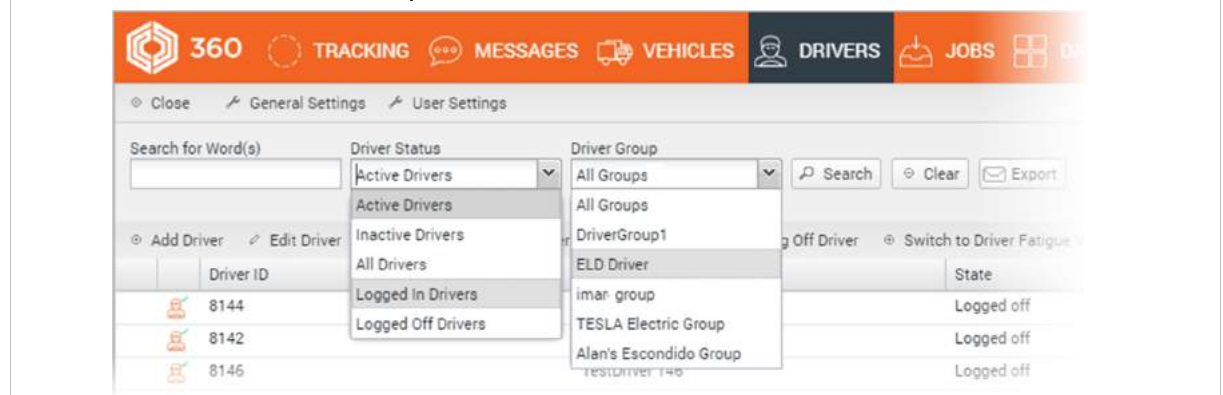 360 TRACKING MESSAGES VEHICLES DRIVERS JOBS
Close General Settings User Settings
Search for Word(s) Driver Status Driver Group
Active Drivers All Groups Search Clear Export
Active Drivers All Groups
Inactive Drivers DriverGroup1
All Drivers ELD Driver
Logged In Drivers imar group
Logged Off Drivers TESLA Electric Group
Alan's Escondido Group
Add Driver Edit Driver Off Driver Switch to Driver Fatigue
Driver ID State
8144 Logged off
8142 Logged off
8146 TestDriver 146 Logged off